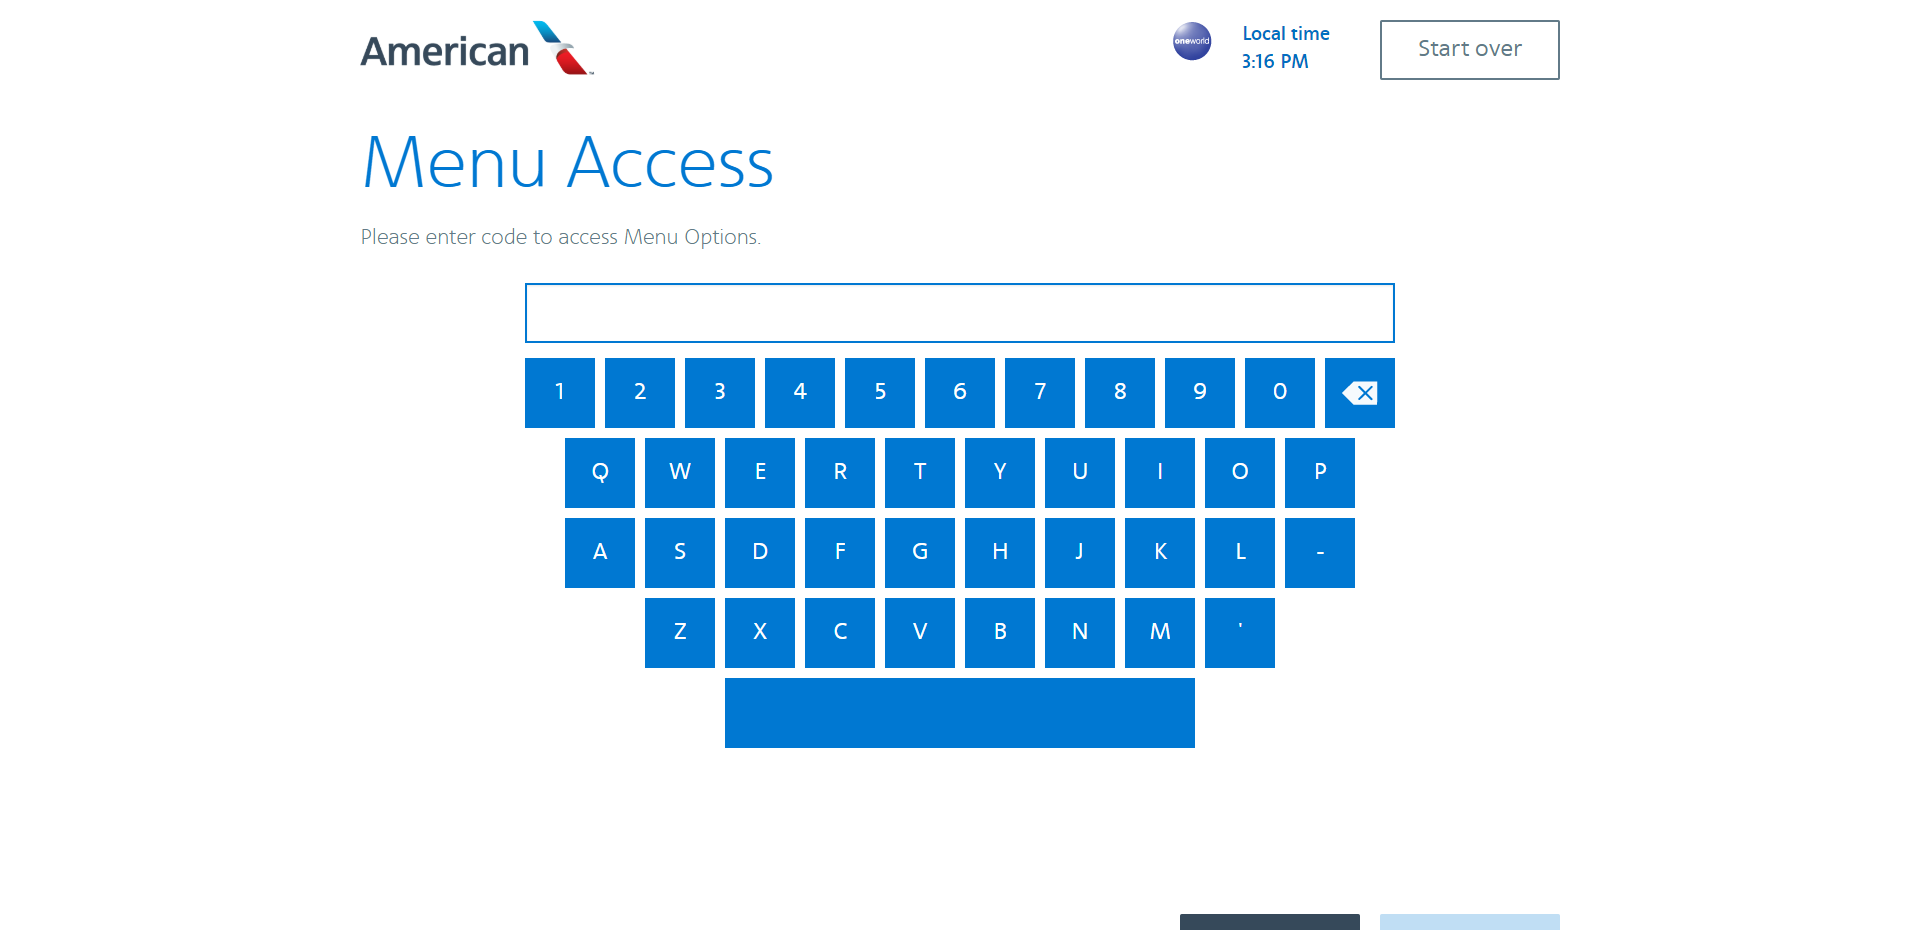 American
oneworld
Local time
3:16 PM
Start over
Menu Access
Please enter code to access Menu Options.
1 2 3 4 5 6 7 8 9 0
Q W E R T Y U I O P
A S D F G H J K L -
Z X C V B N M '